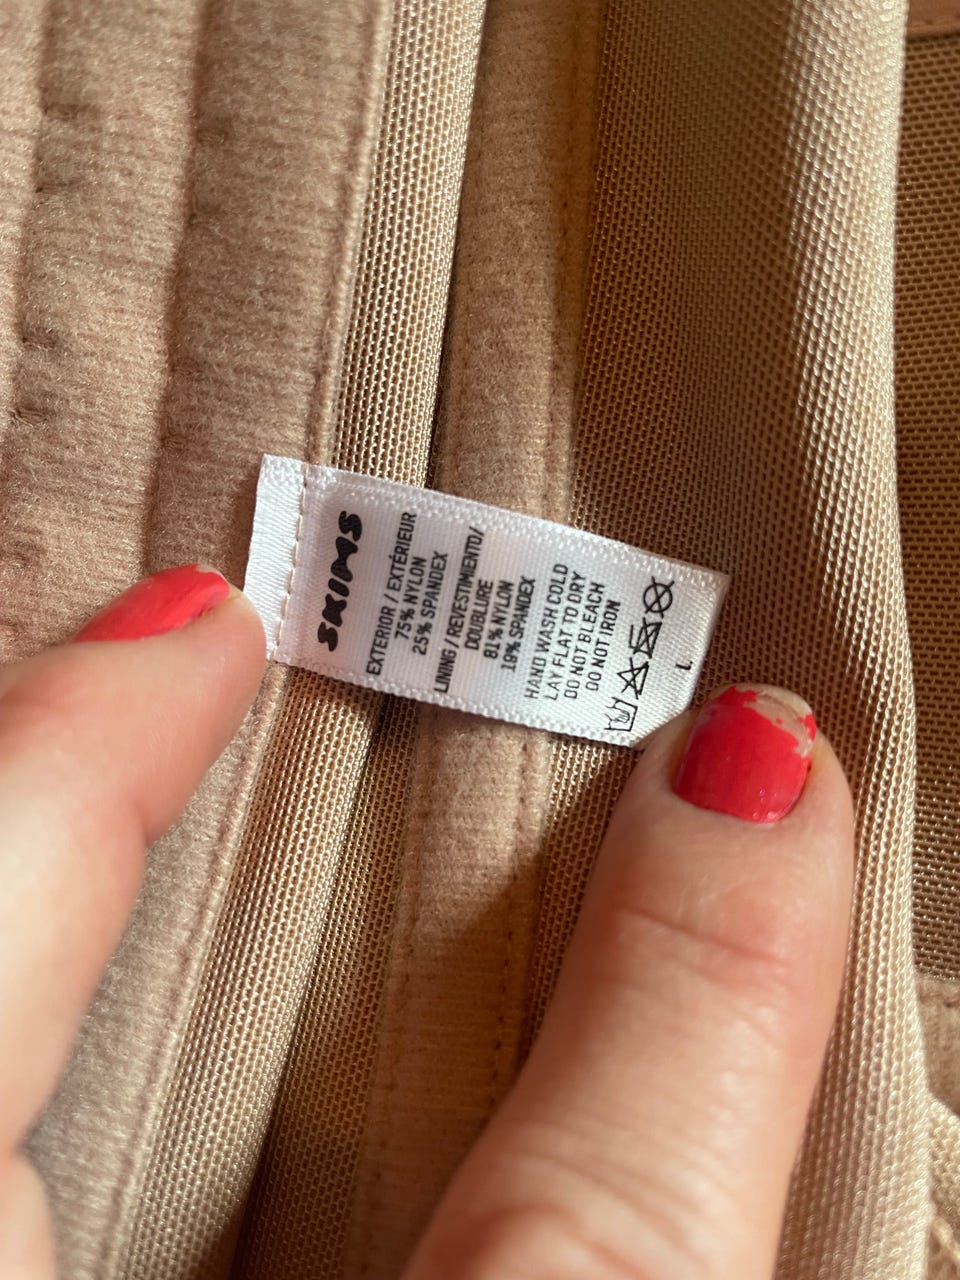 SKIMS
EXTERIOR / EXTÉRIEUR
75% NYLON
25% SPANDEX
LINING / REVESTIMIENTO/
DOUBLURE
81% NYLON
19% SPANDEX
HAND WASH COLD
LAY FLAT TO DRY
DO NOT BLEACH
DO NOT IRON
L